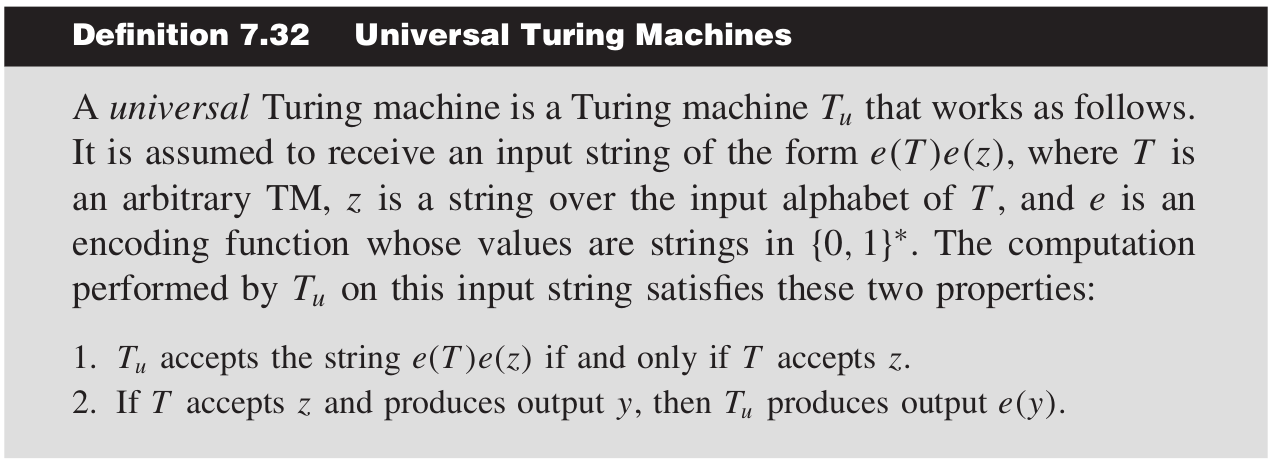 Definition 7.32 Universal Turing Machines
A universal Turing machine is a Turing machine Tᵤ that works as follows.
It is assumed to receive an input string of the form e(T)e(z), where T is
an arbitrary TM, z is a string over the input alphabet of T, and e is an
encoding function whose values are strings in {0, 1}*. The computation
performed by Tᵤ on this input string satisfies these two properties:
1. Tᵤ accepts the string e(T)e(z) if and only if T accepts z.
2. If T accepts z and produces output y, then Tᵤ produces output e(y).